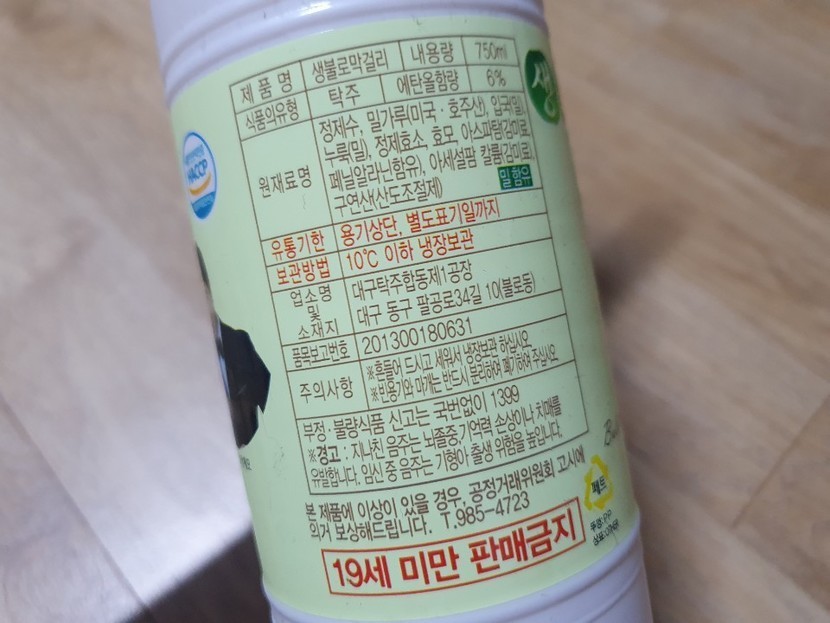 제품명 생불로막걸리 내용량 750ml
식품의유형 탁주 에탄올함량 6%
원재료명 정제수, 밀가루(미국·호주산), 입국(밀),
누룩(밀), 정제효소, 효모, 아스파탐(감미료,
페닐알라닌함유), 아세설팜 칼륨(감미료),
구연산(산도조절제) 밀함유
유통기한 용기상단, 별도표기일까지
보관방법 10℃ 이하 냉장보관
업소명 및 소재지 대구탁주합동제1공장
대구 동구 팔공로34길 10(불로동)
품목보고번호 201300180631
주의사항 ※흔들어 드시고 세워서 냉장보관 하십시오.
※빈용기와 마개는 반드시 분리하여 폐기하여 주십시오.
부정·불량식품 신고는 국번없이 1399
※경고 : 지나친 음주는 뇌졸중, 기억력 손상이나 치매를
유발합니다. 임신 중 음주는 기형아 출생 위험을 높입니다.
본 제품에 이상이 있을 경우, 공정거래위원회 고시에
의거 보상해드립니다. T.985-4723
19세 미만 판매금지
HACCP
생
페트
뚜껑:PP
상표:OTHER